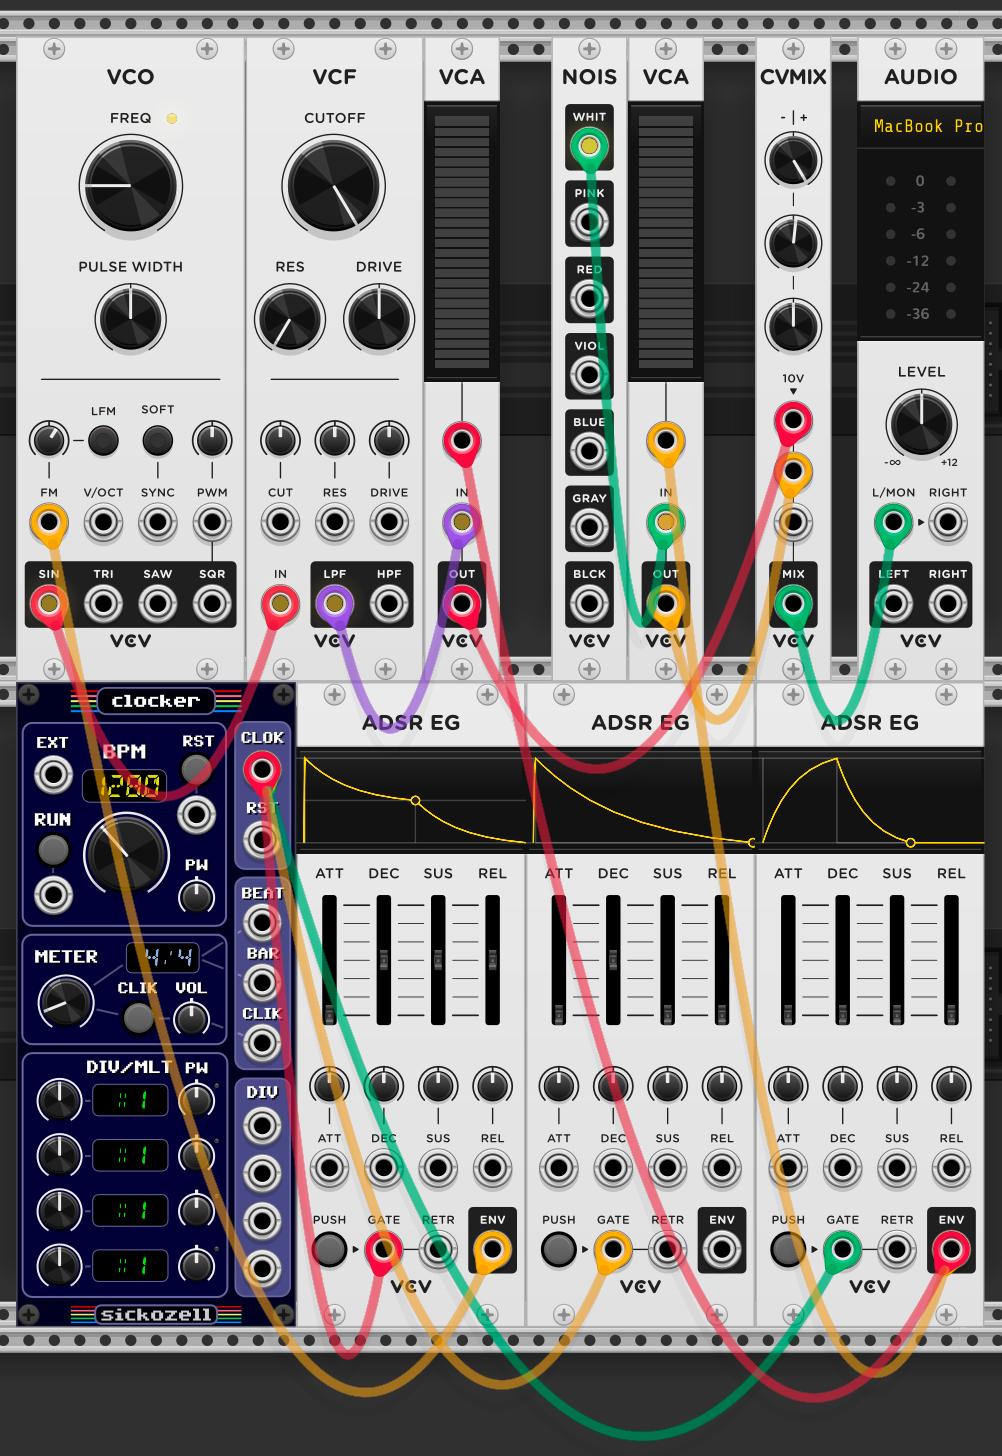 VCO VCF VCA NOIS VCA CVMIX AUDIO
FREQ CUTOFF WHIT - | + MacBook Pro
PINK 0
-3
-6
RED -12
PULSE WIDTH RES DRIVE -24
-36
VIOL
LEVEL
10V
LFM SOFT BLUE
-∞ +12
FM V/OCT SYNC PWM CUT RES DRIVE IN GRAY IN L/MON RIGHT
SIN TRI SAW SQR IN LPF HPF OUT BLCK OUT MIX LEFT RIGHT
VCV VCV VCV VCV VCV VCV VCV
clocker
ADSR EG ADSR EG ADSR EG
EXT BPM RST CLOK
1280
RST
RUN
PW
ATT DEC SUS REL ATT DEC SUS REL ATT DEC SUS REL
BEAT
METER 4/4 BAR
CLIK VOL
CLIK
DIV/MLT PW
DIV
x 1
x 1
x 1
x 1
ATT DEC SUS REL ATT DEC SUS REL ATT DEC SUS REL
PUSH GATE RETR ENV PUSH GATE RETR ENV PUSH GATE RETR ENV
VCV VCV VCV
sickozell